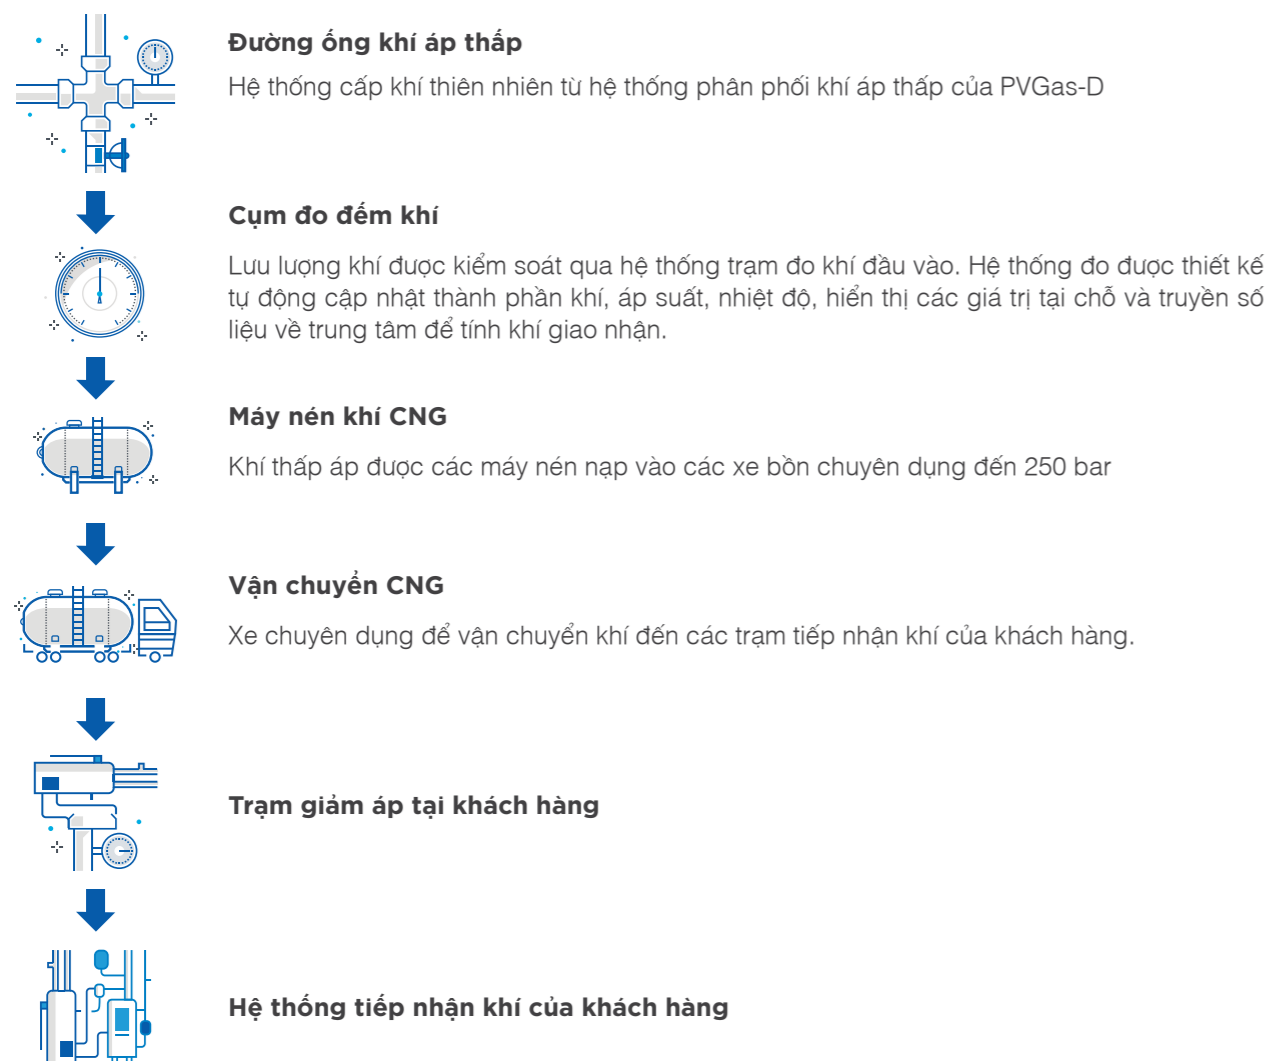 Đường ống khí áp thấp
Hệ thống cấp khí thiên nhiên từ hệ thống phân phối khí áp thấp của PVGas-D
Cụm đo đếm khí
Lưu lượng khí được kiểm soát qua hệ thống trạm đo khí đầu vào. Hệ thống đo được thiết kế
tự động cập nhật thành phần khí, áp suất, nhiệt độ, hiển thị các giá trị tại chỗ và truyền số
liệu về trung tâm để tính khí giao nhận.
Máy nén khí CNG
Khí thấp áp được các máy nén nạp vào các xe bồn chuyên dụng đến 250 bar
Vận chuyển CNG
Xe chuyên dụng để vận chuyển khí đến các trạm tiếp nhận khí của khách hàng.
Trạm giảm áp tại khách hàng
Hệ thống tiếp nhận khí của khách hàng